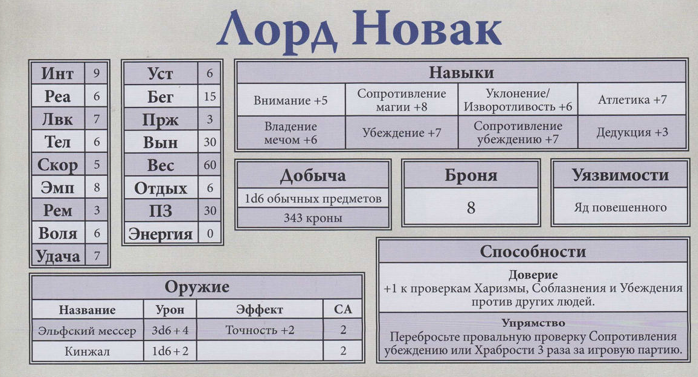 Лорд Новак
Инт 9
Реа 6
Лвк 7
Тел 6
Скор 5
Эмп 8
Рем 3
Воля 6
Удача 7
Уст 6
Бег 15
Прж 3
Вын 30
Вес 60
Отдых 6
ПЗ 30
Энергия 0
Навыки
Внимание +5
Сопротивление
магии +8
Уклонение/
Изворотливость +6
Атлетика +7
Владение
мечом +6
Убеждение +7
Сопротивление
убеждению +7
Дедукция +3
Добыча
1d6 обычных предметов
343 кроны
Броня
8
Уязвимости
Яд повешенного
Оружие
Название Урон Эффект СА
Эльфский мессер 3d6+4 Точность +2 2
Кинжал 1d6+2 2
Способности
Доверие
+1 к проверкам Харизмы, Соблазнения и Убеждения
против других людей.
Упрямство
Перебросьте провальную проверку Сопротивления
убеждению или Храбрости 3 раза за игровую партию.